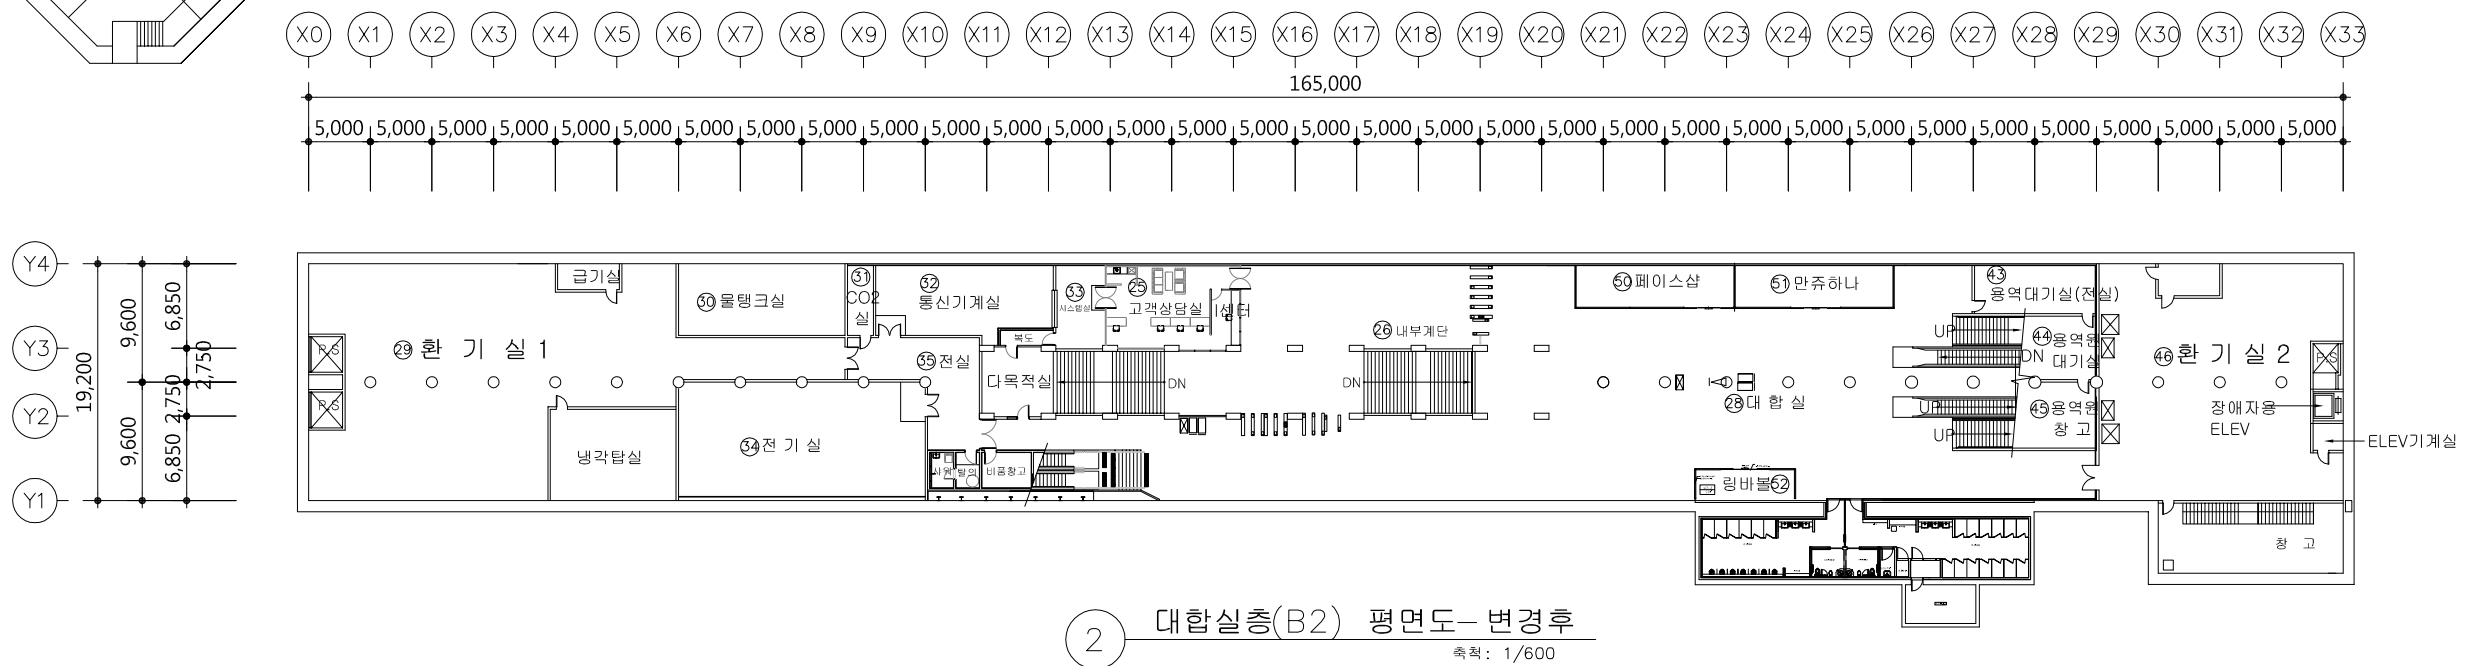 X0 X1 X2 X3 X4 X5 X6 X7 X8 X9 X10 X11 X12 X13 X14 X15 X16 X17 X18 X19 X20 X21 X22 X23 X24 X25 X26 X27 X28 X29 X30 X31 X32 X33
165,000
5,000 5,000 5,000 5,000 5,000 5,000 5,000 5,000 5,000 5,000 5,000 5,000 5,000 5,000 5,000 5,000 5,000 5,000 5,000 5,000 5,000 5,000 5,000 5,000 5,000 5,000 5,000 5,000 5,000 5,000 5,000 5,000 5,000
Y4
Y3
Y2
Y1
19,200
9,600
9,600
6,850
2,750
2,750
6,850
급기실
30 물탱크실
31
CO2
실
32
통신기계실
33
시스템실
25
고객상담실
센터
26 내부계단
50 페이스샵
51 만쥬하나
43
용역대기실(전실)
UP
44 용역원
대기실
DN
P.S
29 환 기 실 1
35 전실
복도
다목적실
DN
DN
46 환 기 실 2
P.S
P.S
28 대 합 실
UP
45 용역원
창 고
UP
장애자용
ELEV
ELEV기계실
냉각탑실
34 전 기 실
샤워
탈의
비품창고
링바볼 52
창 고
2
대합실층(B2) 평면도- 변경후
축척: 1/600